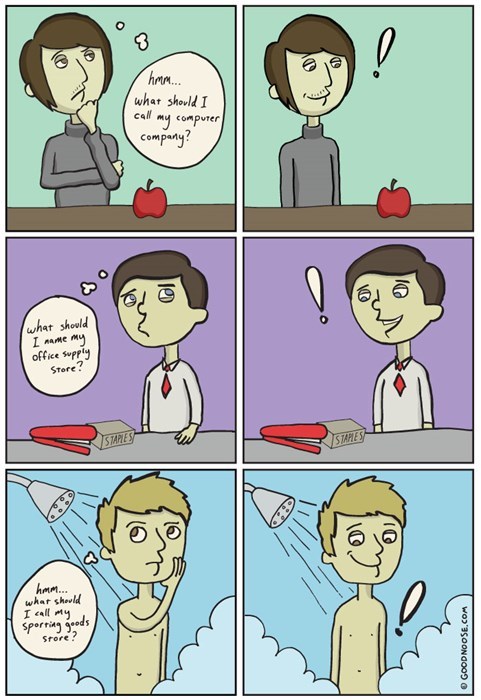 hmm...
what should I
call my computer
company?
!
what should
I name my
office supply
store?
STAPLES
!
STAPLES
hmm...
what should
I call my
sporting goods
store?
!
© GOODNOOSE.COM